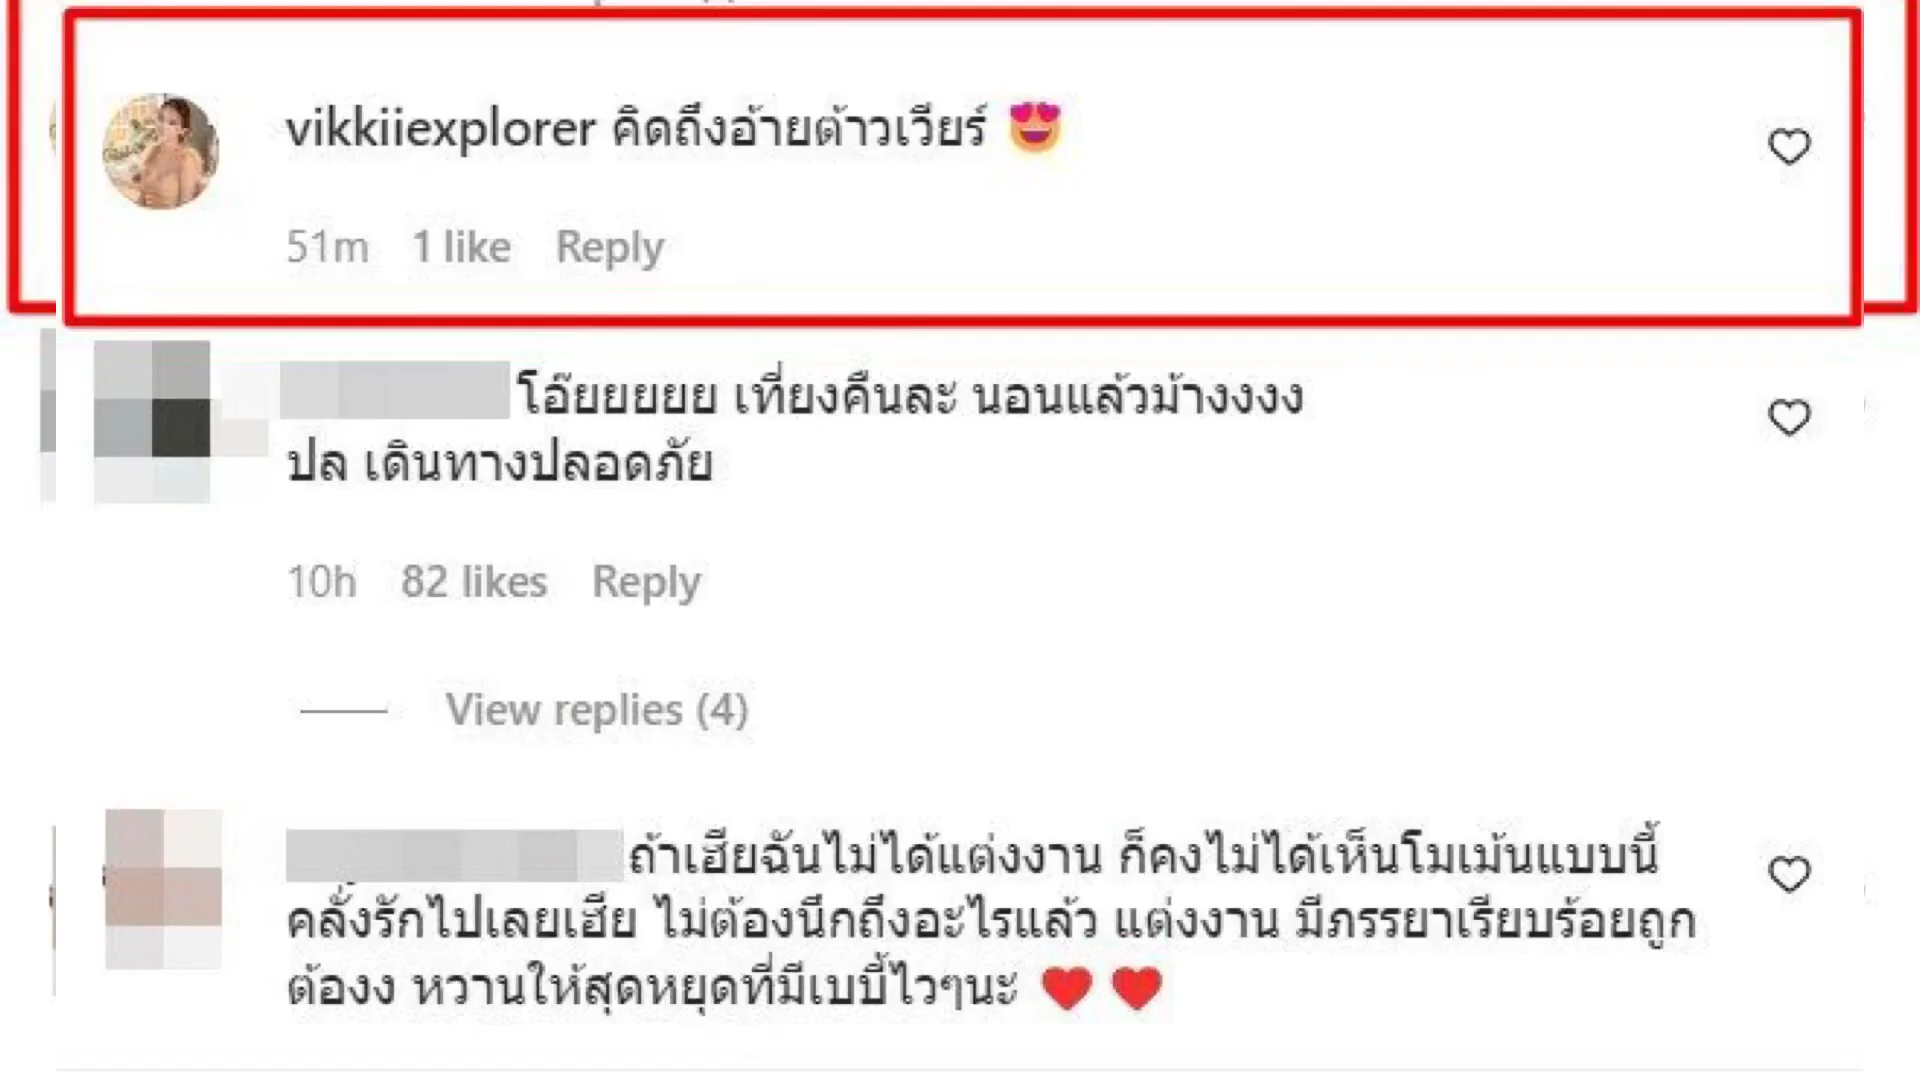 vikkiiexplorer คิดถึงอ้ายต้าวเวียร์ 😍
51m 1 like Reply
โอ๊ยยยยย เที่ยงคืนละ นอนแล้วม้างงงง
ปล เดินทางปลอดภัย
10h 82 likes Reply
View replies (4)
ถ้าเฮียฉันไม่ได้แต่งงาน ก็คงไม่ได้เห็นโมเม้นแบบนี้
คลั่งรักไปเลยเฮีย ไม่ต้องนึกถึงอะไรแล้ว แต่งงาน มีภรรยาเรียบร้อยถูก
ต้องง หวานให้สุดหยุดที่มีเบบี้ไวๆนะ ❤️ ❤️